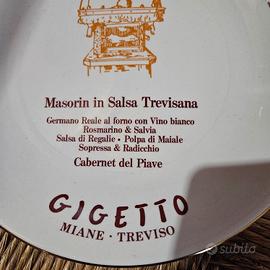 Masorin in Salsa Trevisana
Germano Reale al forno con Vino bianco
Rosmarino & Salvia
Salsa di Regalie • Polpa di Maiale
Sopressa & Radicchio
Cabernet del Piave
GIGETTO
MIANE · TREVISO
subito